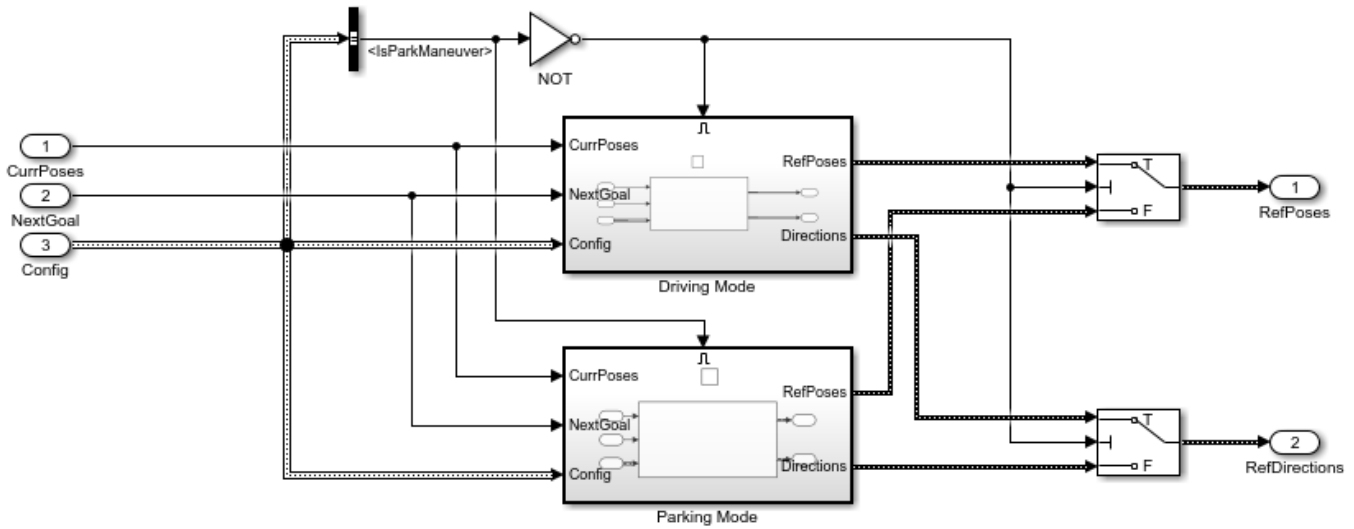 <IsParkManeuver>
NOT
1
CurrPoses
2
NextGoal
3
Config
CurrPoses
NextGoal
Config
RefPoses
Directions
Driving Mode
T
F
1
RefPoses
CurrPoses
NextGoal
Config
RefPoses
Directions
Parking Mode
T
F
2
RefDirections